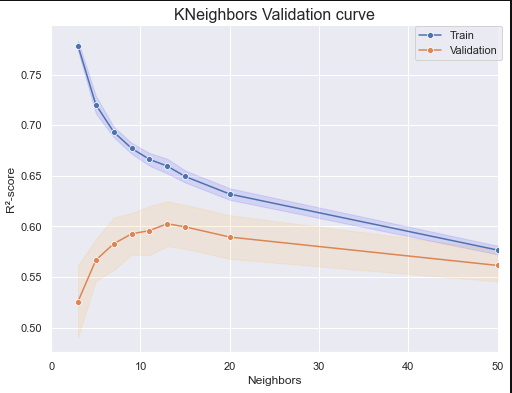 KNeighbors Validation curve
Train
Validation
0.75
0.70
0.65
0.60
0.55
0.50
R²-score
0 10 20 30 40 50
Neighbors